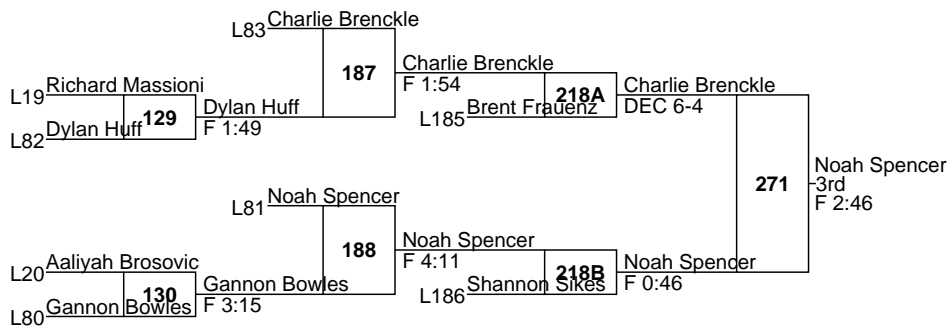 L83 Charlie Brenckle
187
Charlie Brenckle
F 1:54
218A
Charlie Brenckle
DEC 6-4
L19 Richard Massioni
129
Dylan Huff
F 1:49
L185 Brent Frauenz
L82 Dylan Huff
271
Noah Spencer
3rd
F 2:46
L81 Noah Spencer
188
Noah Spencer
F 4:11
218B
Noah Spencer
F 0:46
L20 Aaliyah Brosovic
130
Gannon Bowles
F 3:15
L186 Shannon Sikes
L80 Gannon Bowles